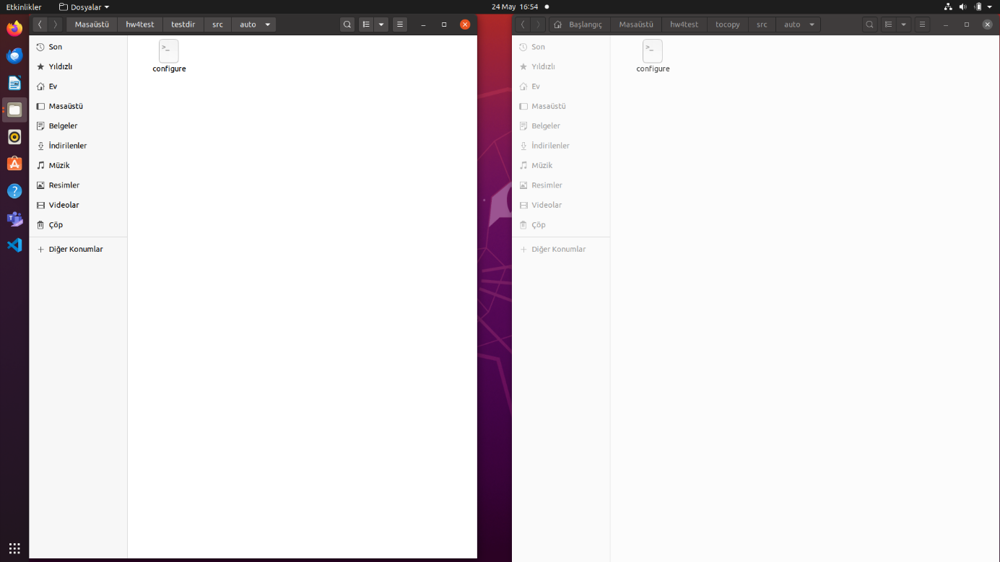 Etkinlikler Dosyalar 24 May 16:54
Masaüstü hw4test testdir src auto
Son
Yıldızlı
Ev
Masaüstü
Belgeler
İndirilenler
Müzik
Resimler
Videolar
Çöp
Diğer Konumlar
>_
configure
Başlangıç Masaüstü hw4test tocopy src auto
Son
Yıldızlı
Ev
Masaüstü
Belgeler
İndirilenler
Müzik
Resimler
Videolar
Çöp
Diğer Konumlar
>_
configure